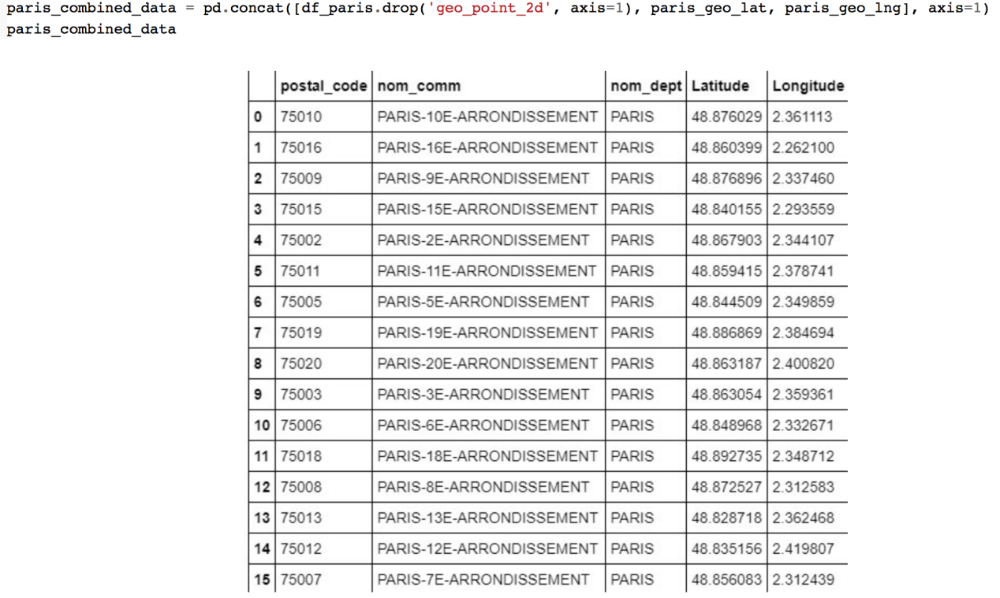 paris_combined_data = pd.concat([df_paris.drop('geo_point_2d', axis=1), paris_geo_lat, paris_geo_lng], axis=1)
paris_combined_data
postal_code nom_comm nom_dept Latitude Longitude
0 75010 PARIS-10E-ARRONDISSEMENT PARIS 48.876029 2.361113
1 75016 PARIS-16E-ARRONDISSEMENT PARIS 48.860399 2.262100
2 75009 PARIS-9E-ARRONDISSEMENT PARIS 48.876896 2.337460
3 75015 PARIS-15E-ARRONDISSEMENT PARIS 48.840155 2.293559
4 75002 PARIS-2E-ARRONDISSEMENT PARIS 48.867903 2.344107
5 75011 PARIS-11E-ARRONDISSEMENT PARIS 48.859415 2.378741
6 75005 PARIS-5E-ARRONDISSEMENT PARIS 48.844509 2.349859
7 75019 PARIS-19E-ARRONDISSEMENT PARIS 48.886869 2.384694
8 75020 PARIS-20E-ARRONDISSEMENT PARIS 48.863187 2.400820
9 75003 PARIS-3E-ARRONDISSEMENT PARIS 48.863054 2.359361
10 75006 PARIS-6E-ARRONDISSEMENT PARIS 48.848968 2.332671
11 75018 PARIS-18E-ARRONDISSEMENT PARIS 48.892735 2.348712
12 75008 PARIS-8E-ARRONDISSEMENT PARIS 48.872527 2.312583
13 75013 PARIS-13E-ARRONDISSEMENT PARIS 48.828718 2.362468
14 75012 PARIS-12E-ARRONDISSEMENT PARIS 48.835156 2.419807
15 75007 PARIS-7E-ARRONDISSEMENT PARIS 48.856083 2.312439